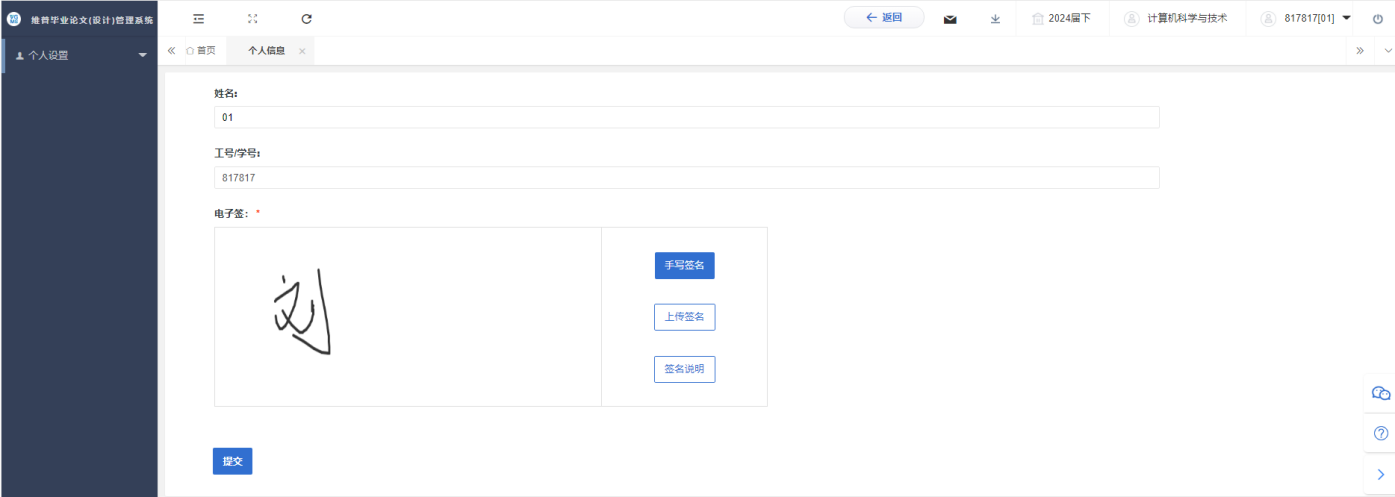 维普毕业论文(设计)管理系统
返回
2024届下
计算机科学与技术
817817[01]
个人设置
首页
个人信息
姓名:
01
工号/学号:
817817
电子签: *
刘
手写签名
上传签名
签名说明
提交